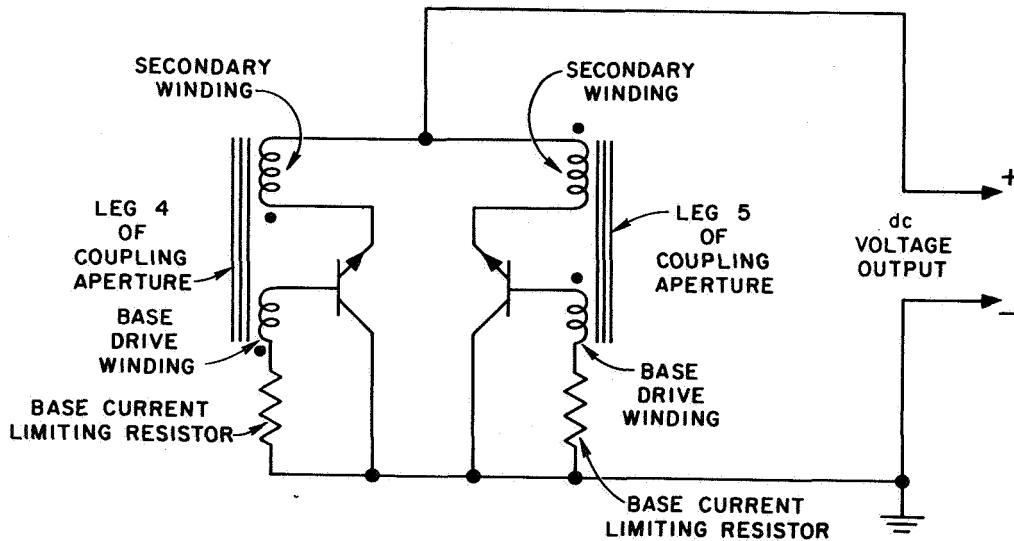 SECONDARY
WINDING
SECONDARY
WINDING
+
LEG 4
OF
COUPLING
APERTURE
LEG 5
OF
COUPLING
APERTURE
dc
VOLTAGE
OUTPUT
-
BASE
DRIVE
WINDING
BASE
DRIVE
WINDING
BASE CURRENT
LIMITING RESISTOR
BASE CURRENT
LIMITING RESISTOR